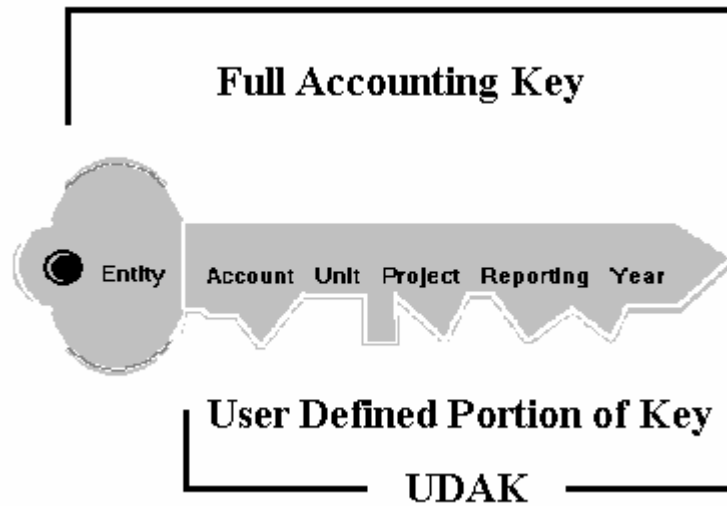 Full Accounting Key
Entity Account Unit Project Reporting Year
User Defined Portion of Key
UDAK